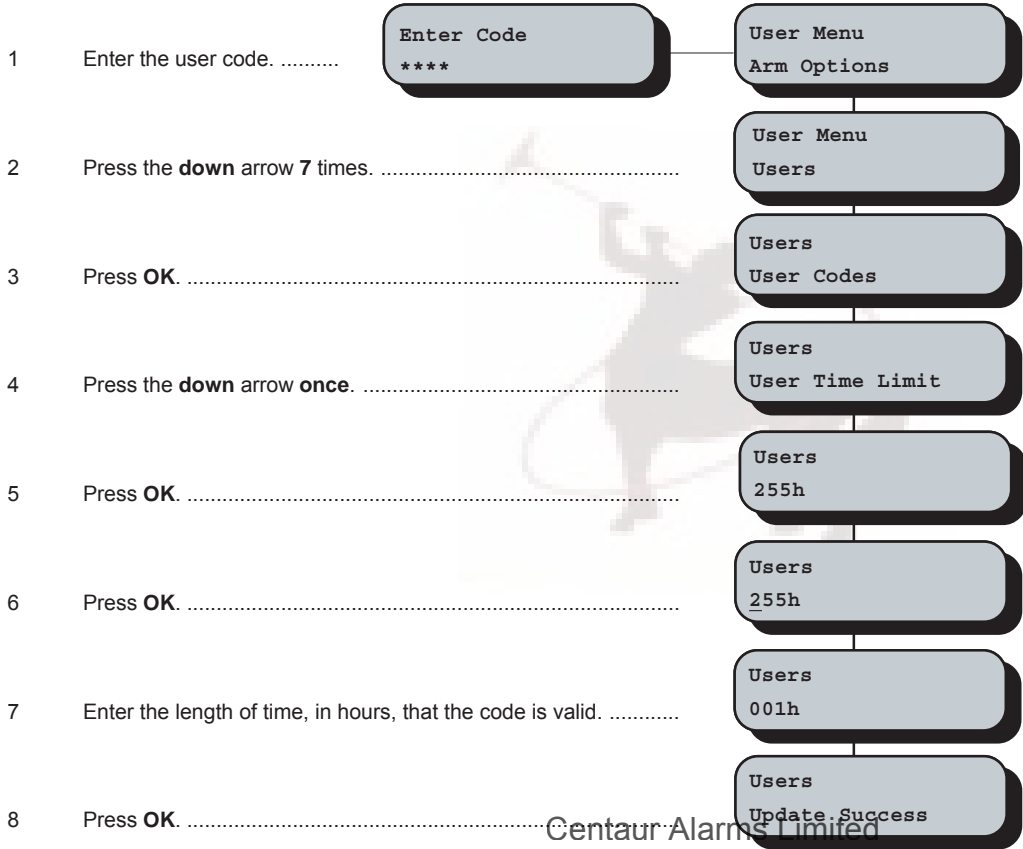 Enter Code
****
User Menu
Arm Options
1 Enter the user code. ..........
User Menu
Users
2 Press the down arrow 7 times. ....................................................
Users
User Codes
3 Press OK. .....................................................................................
Users
User Time Limit
4 Press the down arrow once. .......................................................
Users
255h
5 Press OK. .....................................................................................
Users
255h
6 Press OK. .....................................................................................
Users
001h
7 Enter the length of time, in hours, that the code is valid. ............
Users
Update Success
8 Press OK. .....................................................................................
Centaur Alarms Limited